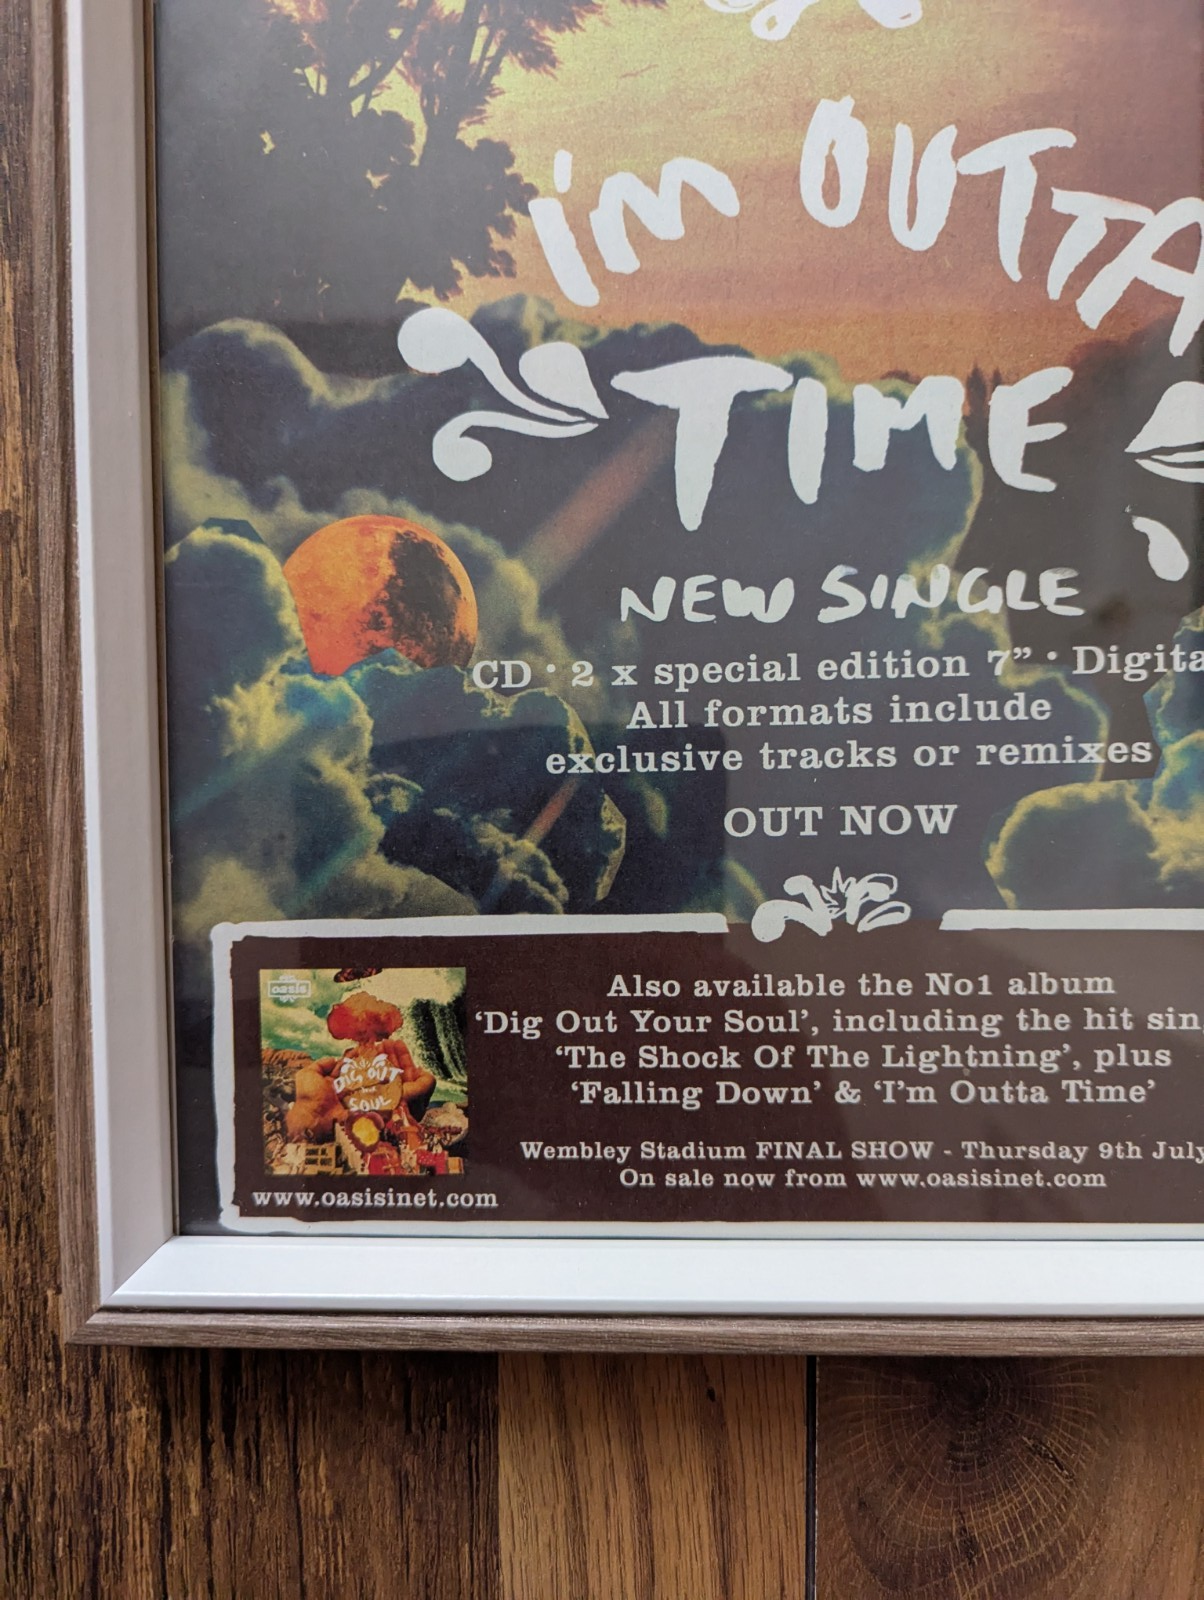 im OUTTA
TIME
NEW SINGLE
CD · 2 x special edition 7” · Digita
All formats include
exclusive tracks or remixes
OUT NOW
oasis
DIG OUT
YOUR
SOUL
www.oasisinet.com
Also available the No1 album
‘Dig Out Your Soul’, including the hit sin
‘The Shock Of The Lightning’, plus
‘Falling Down’ & ‘I’m Outta Time’
Wembley Stadium FINAL SHOW - Thursday 9th July
On sale now from www.oasisinet.com